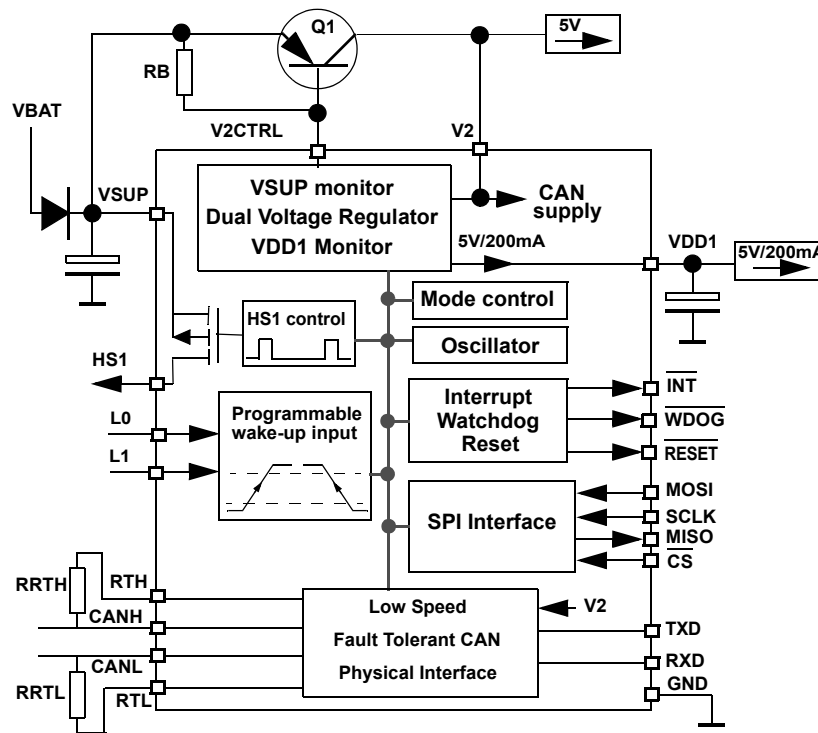 Q1
5V
RB
VBAT
V2CTRL
V2
VSUP
VSUP monitor
Dual Voltage Regulator
VDD1 Monitor
CAN
supply
5V/200mA
VDD1
5V/200mA
Mode control
HS1 control
Oscillator
HS1
INT
Interrupt
Watchdog
Reset
WDOG
RESET
L0
Programmable
wake-up input
L1
MOSI
SPI Interface
SCLK
MISO
CS
RRTH
RTH
CANH
Low Speed
Fault Tolerant CAN
Physical Interface
V2
TXD
CANL
RXD
RRTL
RTL
GND